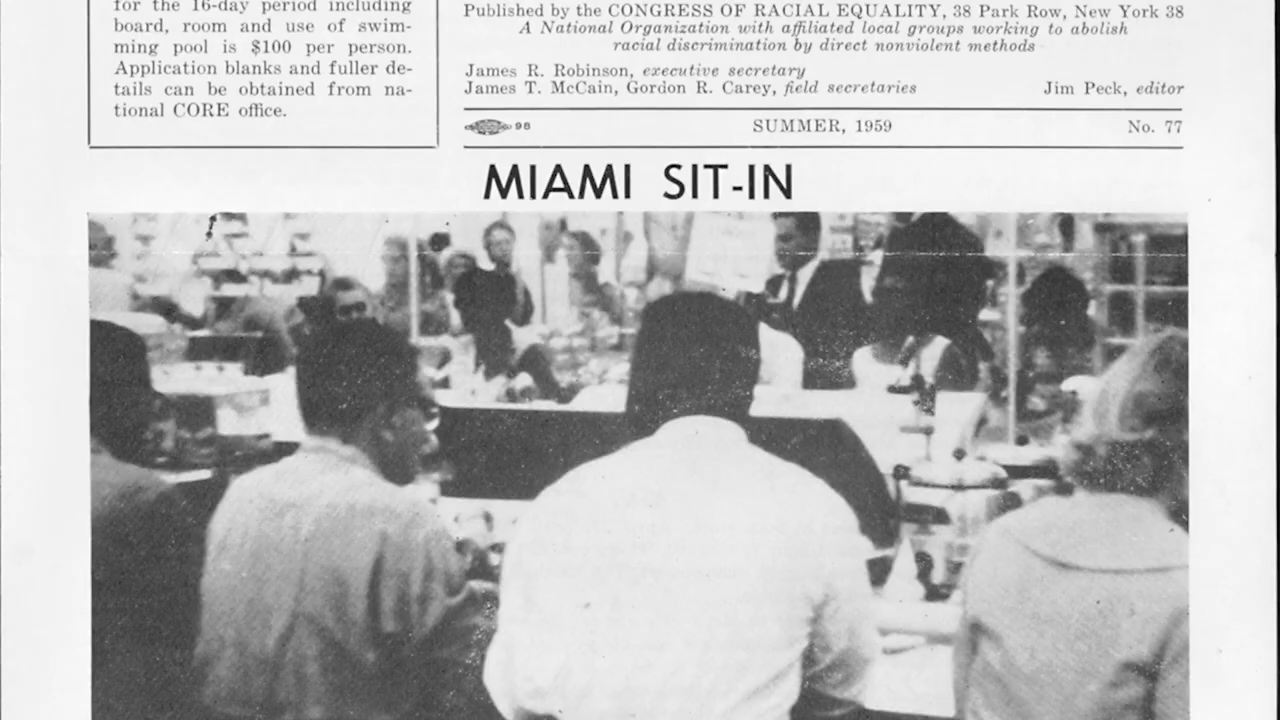 for the 16-day period including
board, room and use of swim-
ming pool is $100 per person.
Application blanks and fuller de-
tails can be obtained from na-
tional CORE office.
Published by the CONGRESS OF RACIAL EQUALITY, 38 Park Row, New York 38
A National Organization with affiliated local groups working to abolish
racial discrimination by direct nonviolent methods
James R. Robinson, executive secretary
James T. McCain, Gordon R. Carey, field secretaries Jim Peck, editor
98 SUMMER, 1959 No. 77
MIAMI SIT-IN